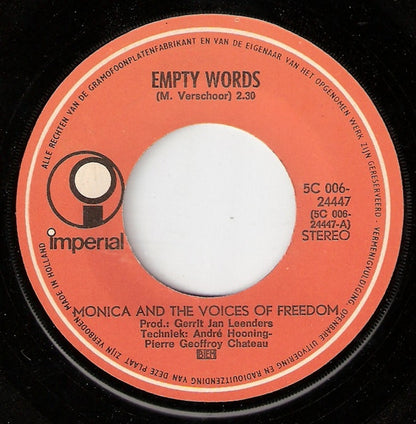 ALLE RECHTEN VAN DE GRAMOFOONPLATENFABRIKANT EN VAN DE EIGENAAR VAN HET OPGENOMEN WERK ZIJN GERESERVEERD - VERMENIGVULDIGING, OPENBARE UITVOERING EN RADIOUITZENDING VAN DEZE PLAAT ZIJN VERBODEN
MADE IN HOLLAND
EMPTY WORDS
(M. Verschoor) 2.30
imperial
5C 006-
24447
(5C 006-
24447-A)
STEREO
MONICA AND THE VOICES OF FREEDOM
Prod.: Gerrit Jan Leenders
Techniek: André Hooning-
Pierre Geoffroy Chateau
BIEM